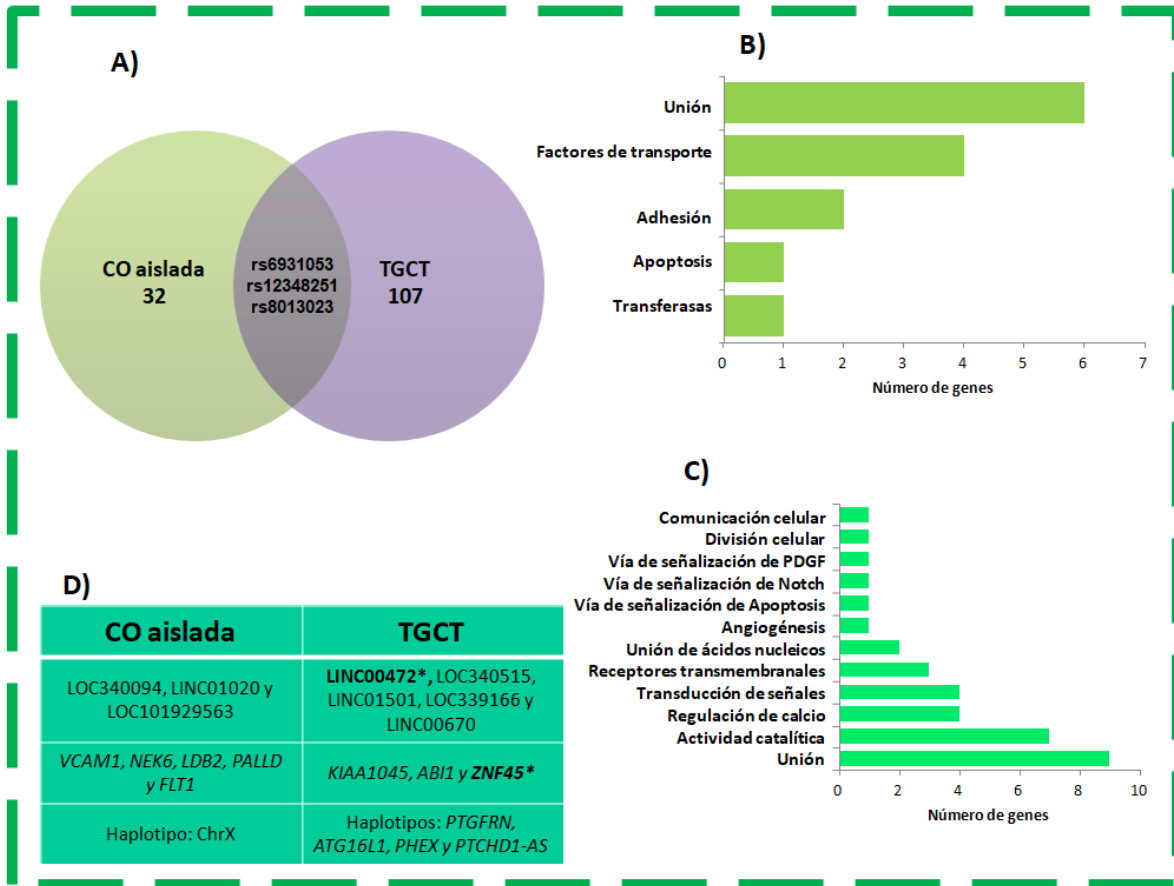 A)
CO aislada
32
rs6931053
rs12348251
rs8013023
TGCT
107
B)
Unión
Factores de transporte
Adhesión
Apoptosis
Transferasas
0 1 2 3 4 5 6 7
Número de genes
C)
Comunicación celular
División celular
Vía de señalización de PDGF
Vía de señalización de Notch
Vía de señalización de Apoptosis
Angiogénesis
Unión de ácidos nucleicos
Receptores transmembranales
Transducción de señales
Regulación de calcio
Actividad catalítica
Unión
0 2 4 6 8 10
Número de genes
D)
CO aislada
TGCT
LOC340094, LINC01020 y
LOC101929563
LINC00472*, LOC340515,
LINC01501, LOC339166 y
LINC00670
VCAM1, NEK6, LDB2, PALLD
y FLT1
KIAA1045, ABI1 y ZNF45*
Haplotipo: ChrX
Haplotipos: PTGFRN,
ATG16L1, PHEX y PTCHD1-AS